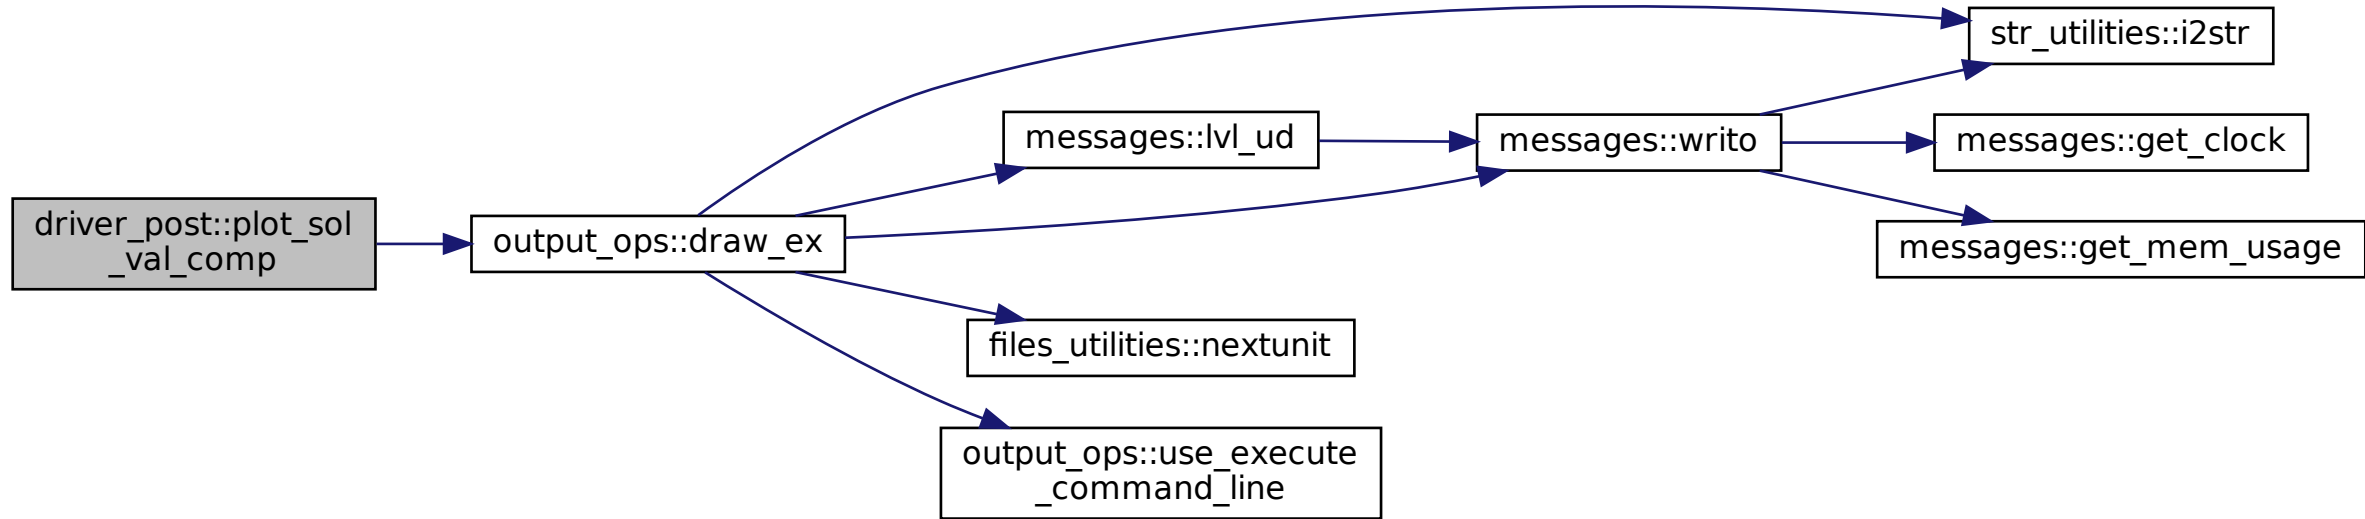 driver_post::plot_sol
_val_comp
output_ops::draw_ex
messages::lvl_ud
files_utilities::nextunit
output_ops::use_execute
_command_line
messages::writo
str_utilities::i2str
messages::get_clock
messages::get_mem_usage